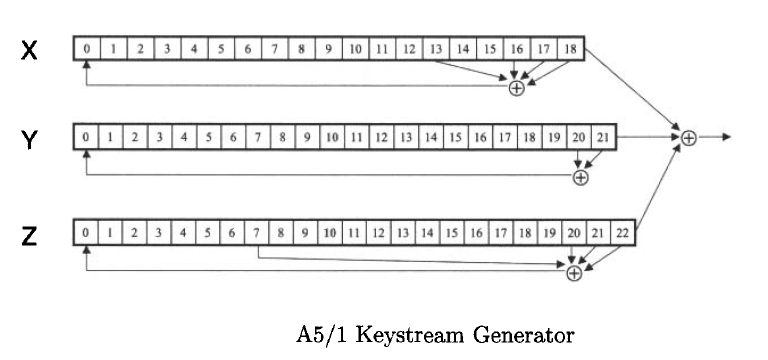 X 0 1 2 3 4 5 6 7 8 9 10 11 12 13 14 15 16 17 18
Y 0 1 2 3 4 5 6 7 8 9 10 11 12 13 14 15 16 17 18 19 20 21
Z 0 1 2 3 4 5 6 7 8 9 10 11 12 13 14 15 16 17 18 19 20 21 22
A5/1 Keystream Generator